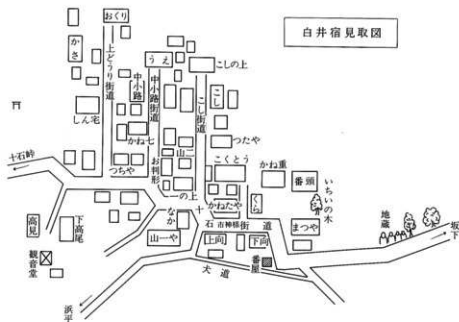 白井宿見取図
おくり
かさ
上どうり街道
うえ
こしの上
中小路
中小路街道
こし街道
こし
しん宅
かね七
お判形
山二
つたや
こくとう
かね重
番頭
いちいの木
つちや
一の上
十石峠
なか
かねたや
くら
高見
下高尾
山一や
石
市神様
街道
まつや
地蔵
坂下
上向
下向
観音堂
犬道
番屋
浜平